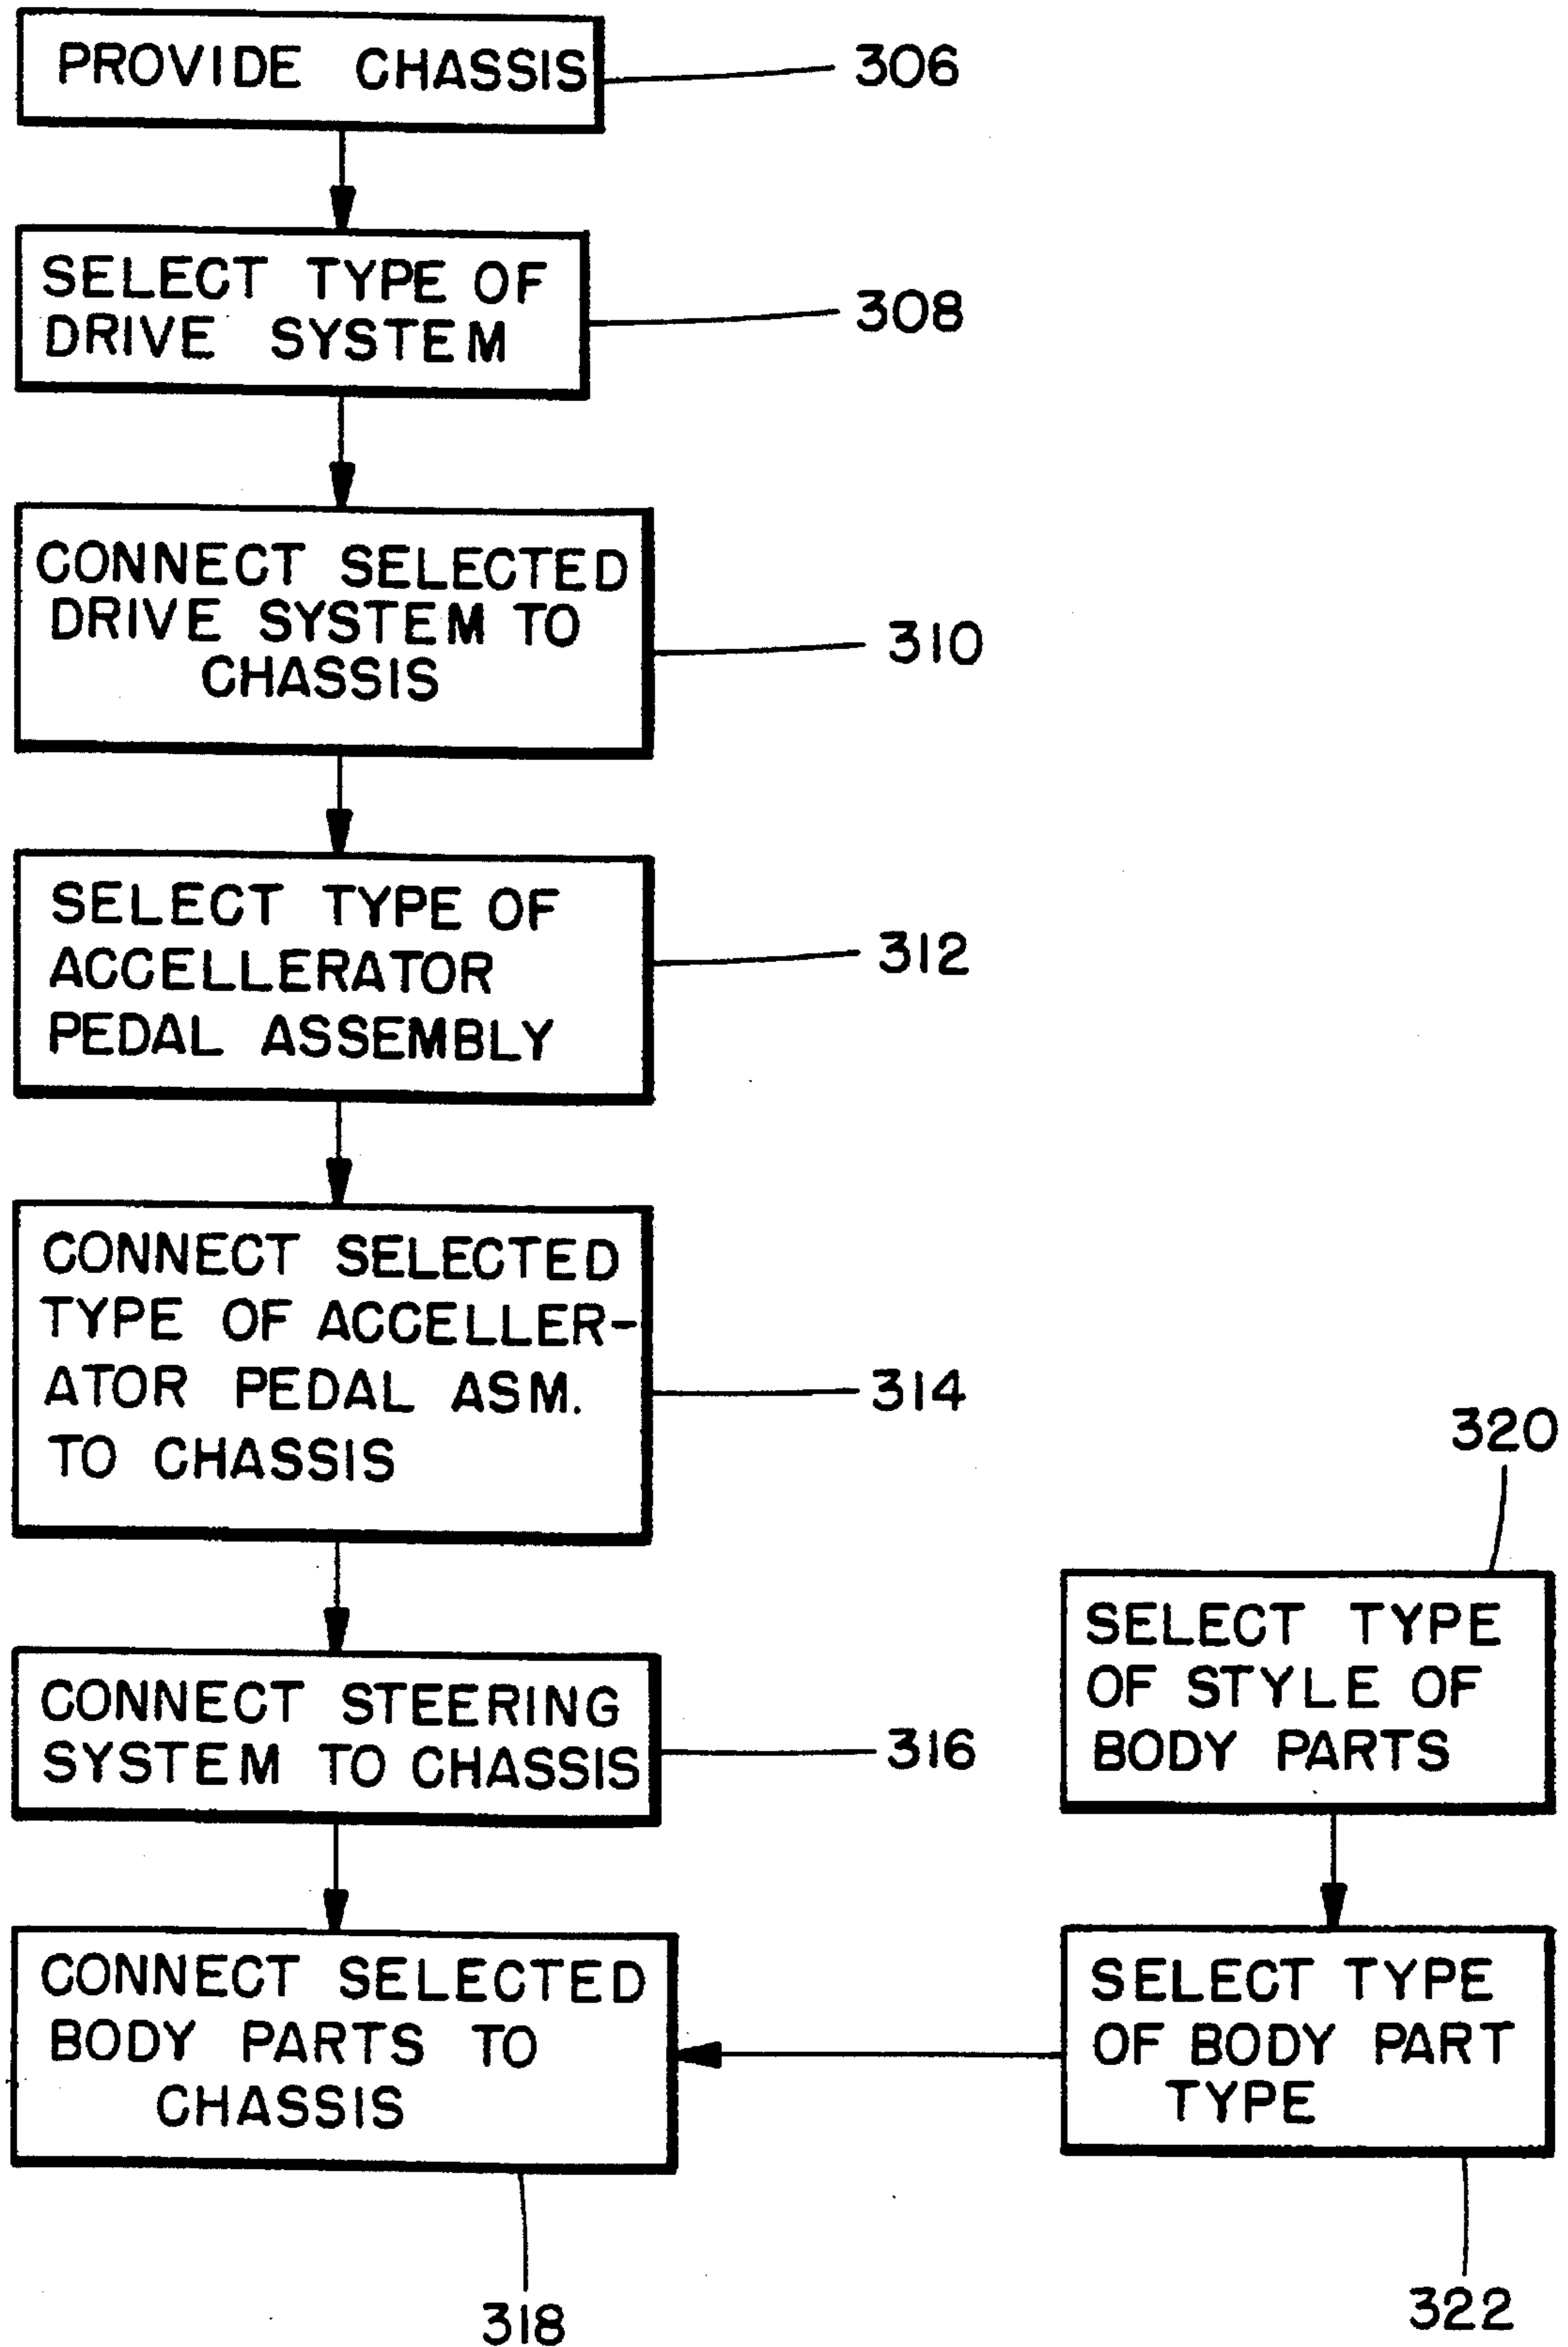 PROVIDE CHASSIS
306
SELECT TYPE OF
DRIVE SYSTEM
308
CONNECT SELECTED
DRIVE SYSTEM TO
CHASSIS
310
SELECT TYPE OF
ACCELLERATOR
PEDAL ASSEMBLY
312
CONNECT SELECTED
TYPE OF ACCELLER-
ATOR PEDAL ASM.
TO CHASSIS
314
CONNECT STEERING
SYSTEM TO CHASSIS
316
320
SELECT TYPE
OF STYLE OF
BODY PARTS
CONNECT SELECTED
BODY PARTS TO
CHASSIS
318
SELECT TYPE
OF BODY PART
TYPE
322